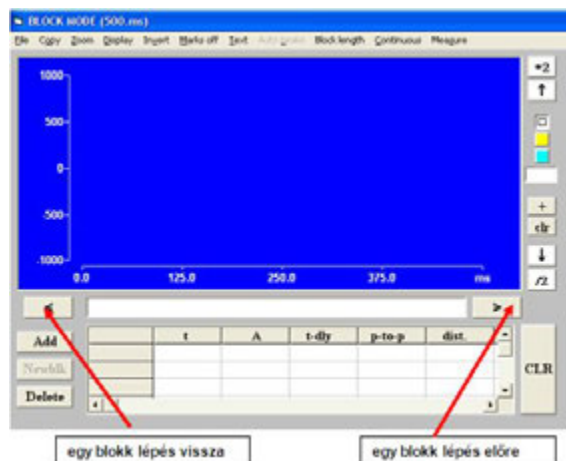 BLOCK MODE (500 ms)
File Copy Zoom Display Insert Marks off Text Block length Continuous Measure
*2
↑
1000
500
0
-500
-1000
0.0 125.0 250.0 375.0 ms
+
clr
↓
/2
< >
Add
Newblk
Delete
t A t-dly p-to-p dist.
CLR
egy blokk lépés vissza
egy blokk lépés előre